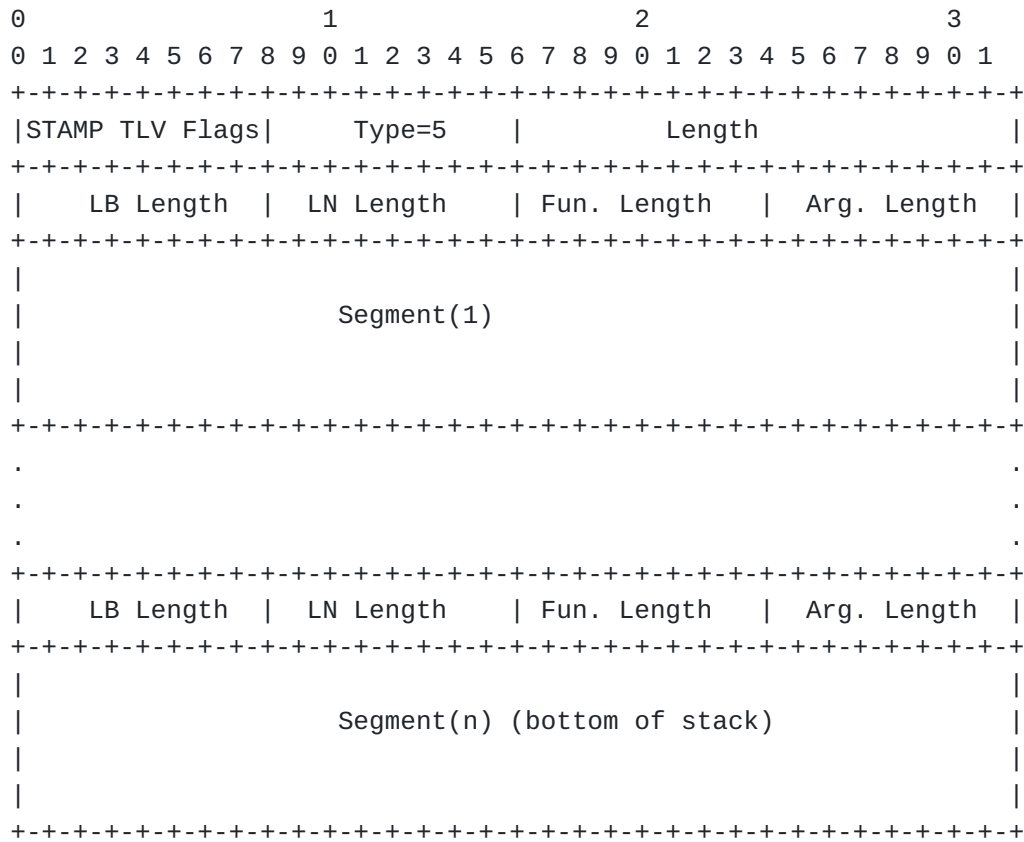 0                   1                   2                   3
0 1 2 3 4 5 6 7 8 9 0 1 2 3 4 5 6 7 8 9 0 1 2 3 4 5 6 7 8 9 0 1
+-+-+-+-+-+-+-+-+-+-+-+-+-+-+-+-+-+-+-+-+-+-+-+-+-+-+-+-+-+-+-+-+
|STAMP TLV Flags|     Type=5    |         Length                |
+-+-+-+-+-+-+-+-+-+-+-+-+-+-+-+-+-+-+-+-+-+-+-+-+-+-+-+-+-+-+-+-+
|    LB Length  |  LN Length    | Fun. Length   |  Arg. Length  |
+-+-+-+-+-+-+-+-+-+-+-+-+-+-+-+-+-+-+-+-+-+-+-+-+-+-+-+-+-+-+-+-+
|                                                               |
|                    Segment(1)                                 |
|                                                               |
|                                                               |
+-+-+-+-+-+-+-+-+-+-+-+-+-+-+-+-+-+-+-+-+-+-+-+-+-+-+-+-+-+-+-+-+
.                                                               .
.                                                               .
.                                                               .
+-+-+-+-+-+-+-+-+-+-+-+-+-+-+-+-+-+-+-+-+-+-+-+-+-+-+-+-+-+-+-+-+
|    LB Length  |  LN Length    | Fun. Length   |  Arg. Length  |
+-+-+-+-+-+-+-+-+-+-+-+-+-+-+-+-+-+-+-+-+-+-+-+-+-+-+-+-+-+-+-+-+
|                                                               |
|                    Segment(n) (bottom of stack)               |
|                                                               |
|                                                               |
+-+-+-+-+-+-+-+-+-+-+-+-+-+-+-+-+-+-+-+-+-+-+-+-+-+-+-+-+-+-+-+-+